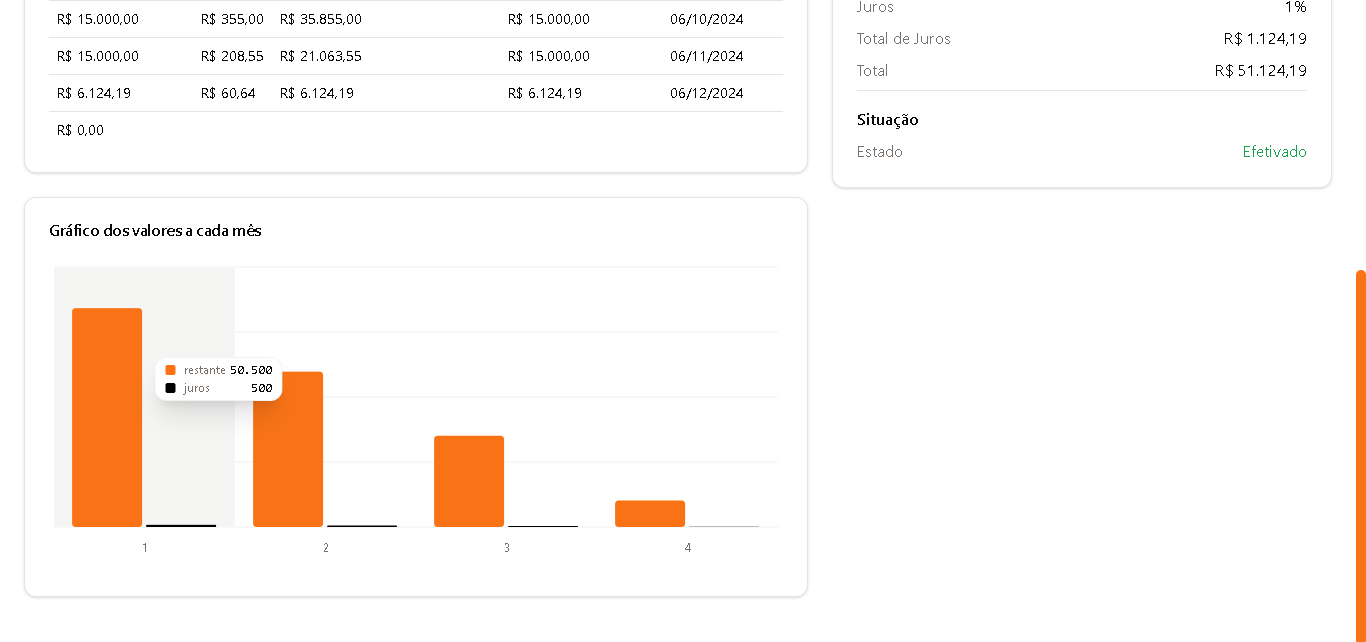 R$ 15.000,00 R$ 355,00 R$ 35.855,00 R$ 15.000,00 06/10/2024
R$ 15.000,00 R$ 208,55 R$ 21.063,55 R$ 15.000,00 06/11/2024
R$ 6.124,19 R$ 60,64 R$ 6.124,19 R$ 6.124,19 06/12/2024
R$ 0,00
Juros 1%
Total de Juros R$ 1.124,19
Total R$ 51.124,19
Situação
Estado Efetivado
Gráfico dos valores a cada mês
restante 50.500
juros 500
1 2 3 4